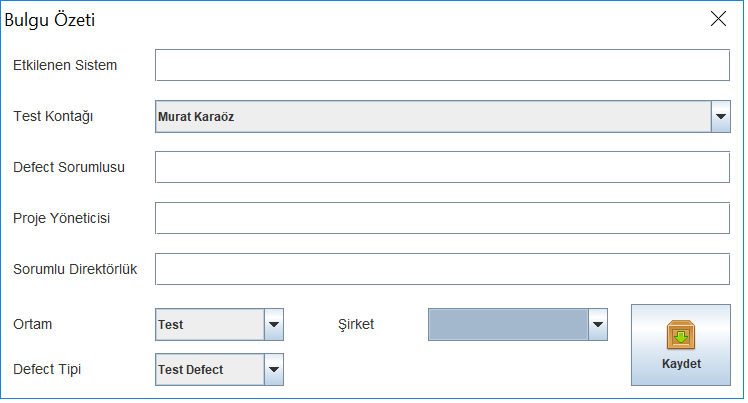 Bulgu Özeti
Etkilenen Sistem
Test Kontağı
Murat Karaöz
Defect Sorumlusu
Proje Yöneticisi
Sorumlu Direktörlük
Ortam
Test
Şirket
Defect Tipi
Test Defect
Kaydet